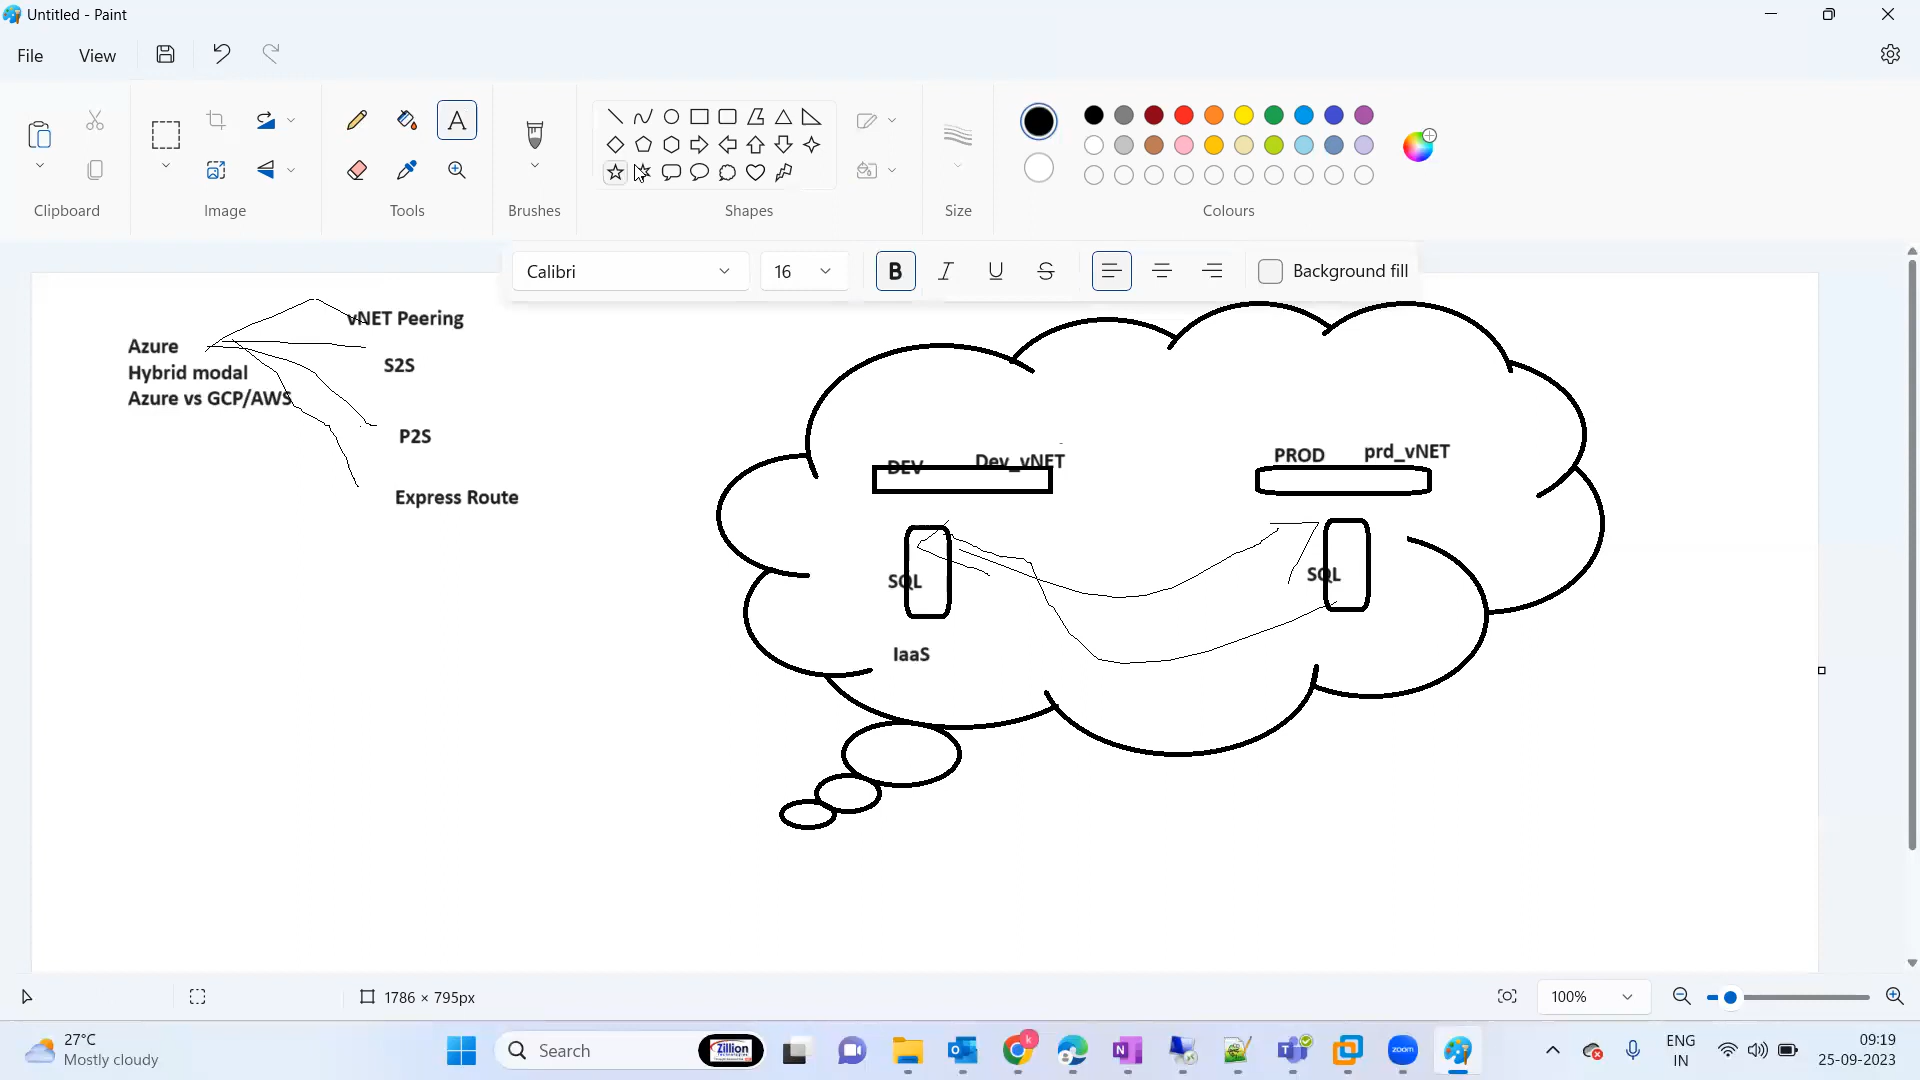 Untitled - Paint
File
View
Clipboard
Image
Tools
Brushes
Shapes
Size
Colours
Calibri
16
B
Background fill
vNET Peering
Azure
S2S
Hybrid modal
Azure vs GCP/AWS
P2S
Express Route
DEV
Dev_vNET
PROD
prd_vNET
SQL
SQL
IaaS
1786 × 795px
100%
27°C
Mostly cloudy
Search
Zillion
zoom
ENG
IN
09:19
25-09-2023